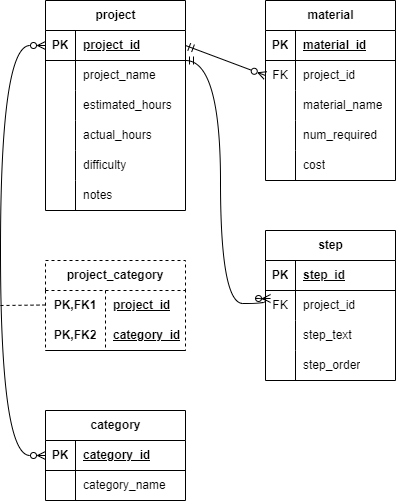 project
PK project_id
project_name
estimated_hours
actual_hours
difficulty
notes
material
PK material_id
FK project_id
material_name
num_required
cost
project_category
PK,FK1 project_id
PK,FK2 category_id
step
PK step_id
FK project_id
step_text
step_order
category
PK category_id
category_name